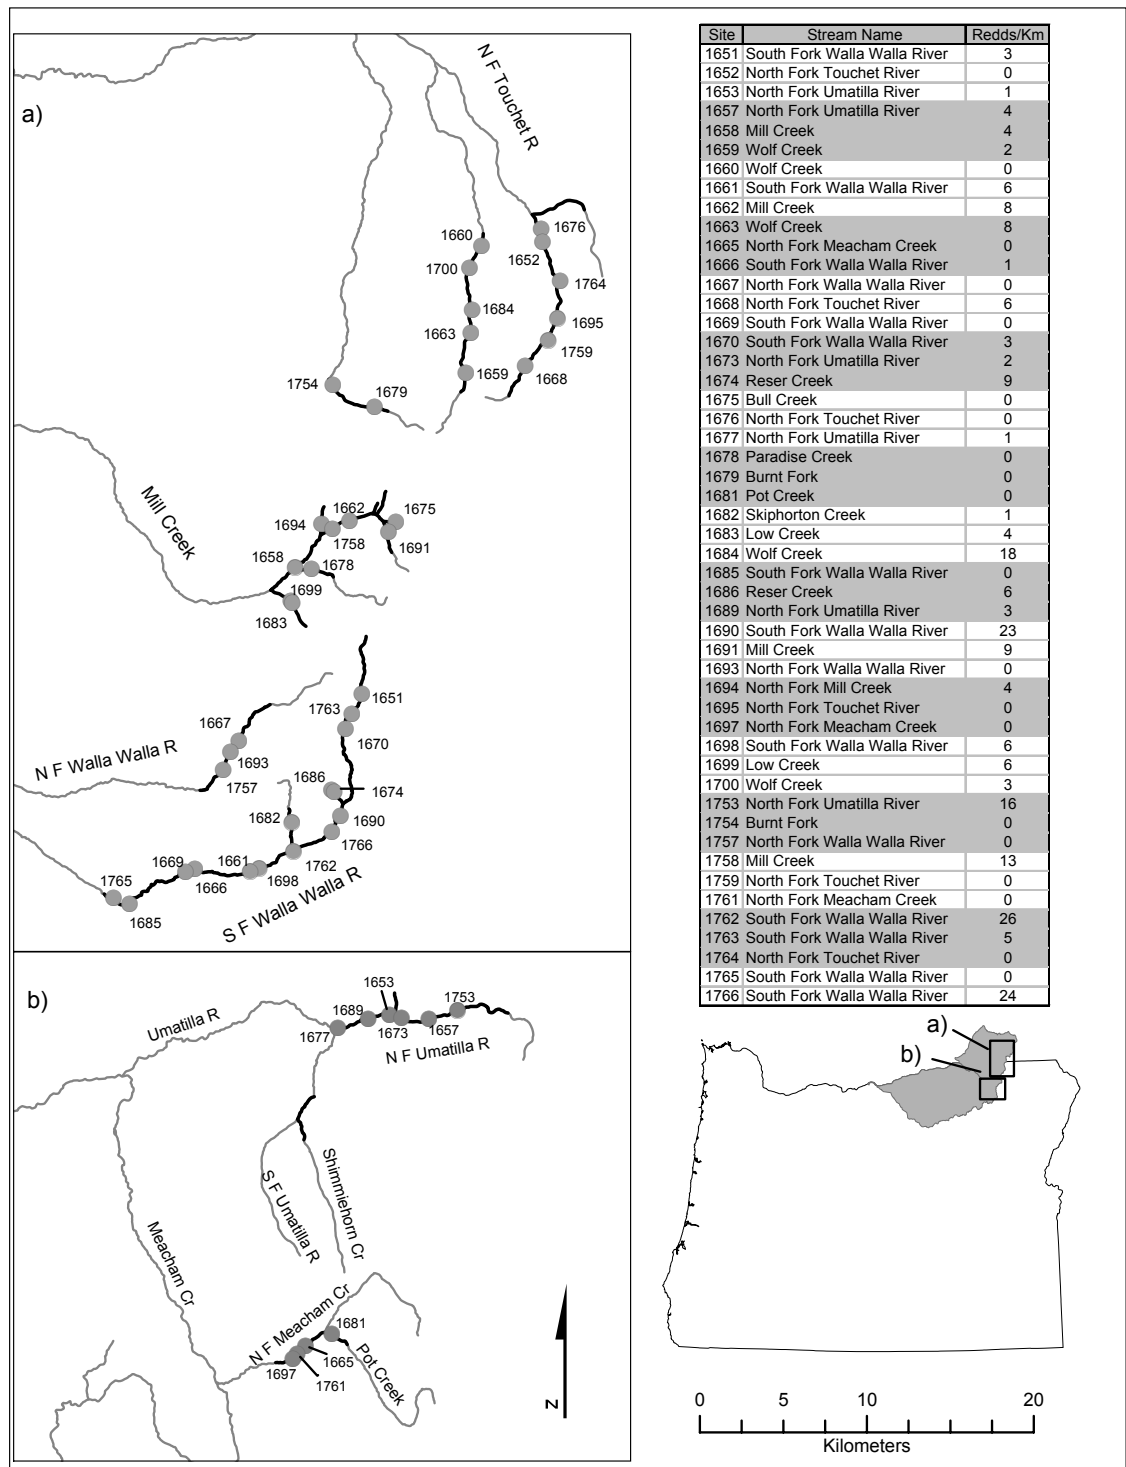 a)
N F Touchet R
1676
1660
1652
1700
1764
1684
1695
1663
1759
1659
1668
1754
1679
Mill Creek
1662
1675
1694
1758
1691
1658
1678
1699
1683
1651
1763
1667
1670
N F Walla Walla R
1693
1686
1757
1674
1682
1690
1766
1669
1661
1762
1765
1666
1698
1685
S F Walla Walla R
b)
1653
1753
1689
Umatilla R
1677
1673
1657
N F Umatilla R
Shimmiehorn Cr
S F Umatilla R
Meacham Cr
N F Meacham Cr
1681
1665
1697
1761
Pot Creek
N
Site Stream Name Redds/Km
1651 South Fork Walla Walla River 3
1652 North Fork Touchet River 0
1653 North Fork Umatilla River 1
1657 North Fork Umatilla River 4
1658 Mill Creek 4
1659 Wolf Creek 2
1660 Wolf Creek 0
1661 South Fork Walla Walla River 6
1662 Mill Creek 8
1663 Wolf Creek 8
1665 North Fork Meacham Creek 0
1666 South Fork Walla Walla River 1
1667 North Fork Walla Walla River 0
1668 North Fork Touchet River 6
1669 South Fork Walla Walla River 0
1670 South Fork Walla Walla River 3
1673 North Fork Umatilla River 2
1674 Reser Creek 9
1675 Bull Creek 0
1676 North Fork Touchet River 0
1677 North Fork Umatilla River 1
1678 Paradise Creek 0
1679 Burnt Fork 0
1681 Pot Creek 0
1682 Skiphorton Creek 1
1683 Low Creek 4
1684 Wolf Creek 18
1685 South Fork Walla Walla River 0
1686 Reser Creek 6
1689 North Fork Umatilla River 3
1690 South Fork Walla Walla River 23
1691 Mill Creek 9
1693 North Fork Walla Walla River 0
1694 North Fork Mill Creek 4
1695 North Fork Touchet River 0
1697 North Fork Meacham Creek 0
1698 South Fork Walla Walla River 6
1699 Low Creek 6
1700 Wolf Creek 3
1753 North Fork Umatilla River 16
1754 Burnt Fork 0
1757 North Fork Walla Walla River 0
1758 Mill Creek 13
1759 North Fork Touchet River 0
1761 North Fork Meacham Creek 0
1762 South Fork Walla Walla River 26
1763 South Fork Walla Walla River 5
1764 North Fork Touchet River 0
1765 South Fork Walla Walla River 0
1766 South Fork Walla Walla River 24
a)
b)
0 5 10 20
Kilometers